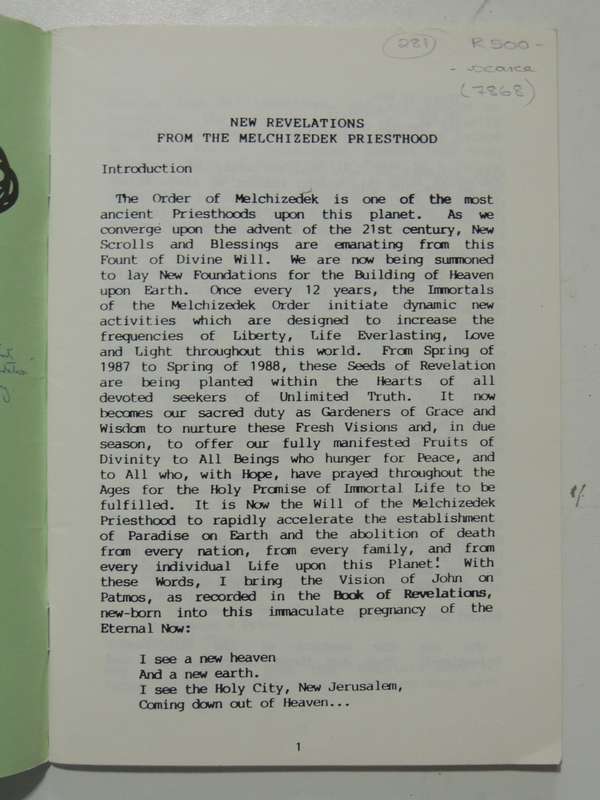 (281) R500-
- scarce
(7868)
NEW REVELATIONS
FROM THE MELCHIZEDEK PRIESTHOOD
Introduction
The Order of Melchizedek is one of the most
ancient Priesthoods upon this planet. As we
converge upon the advent of the 21st century, New
Scrolls and Blessings are emanating from this
Fount of Divine Will. We are now being summoned
to lay New Foundations for the Building of Heaven
upon Earth. Once every 12 years, the Immortals
of the Melchizedek Order initiate dynamic new
activities which are designed to increase the
frequencies of Liberty, Life Everlasting, Love
and Light throughout this world. From Spring of
1987 to Spring of 1988, these Seeds of Revelation
are being planted within the Hearts of all
devoted seekers of Unlimited Truth. It now
becomes our sacred duty as Gardeners of Grace and
Wisdom to nurture these Fresh Visions and, in due
season, to offer our fully manifested Fruits of
Divinity to All Beings who hunger for Peace, and
to All who, with Hope, have prayed throughout the
Ages for the Holy Promise of Immortal Life to be
fulfilled. It is Now the Will of the Melchizedek
Priesthood to rapidly accelerate the establishment
of Paradise on Earth and the abolition of death
from every nation, from every family, and from
every individual Life upon this Planet! With
these Words, I bring the Vision of John on
Patmos, as recorded in the Book of Revelations,
new-born into this immaculate pregnancy of the
Eternal Now:
I see a new heaven
And a new earth.
I see the Holy City, New Jerusalem,
Coming down out of Heaven...
1